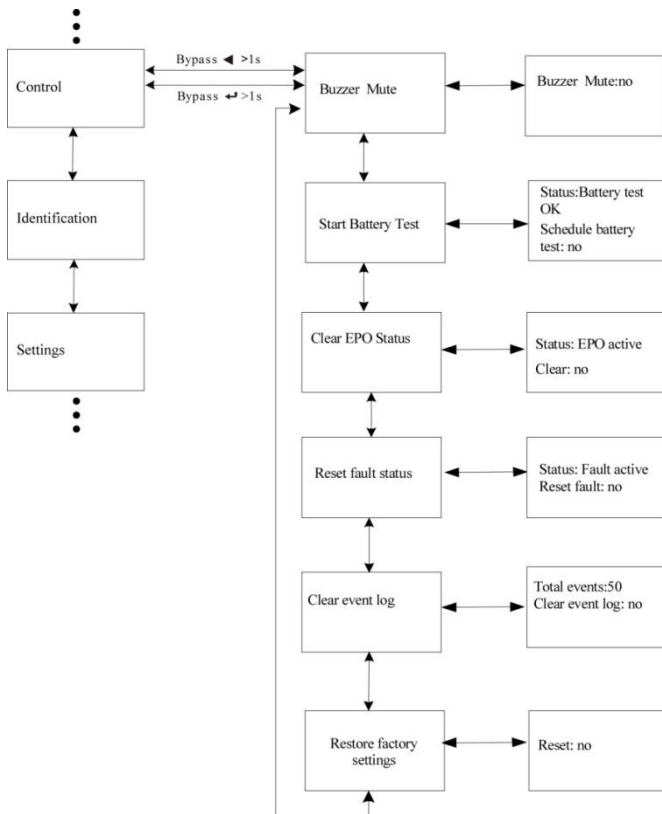 Control
Bypass ◀ >1s
Bypass ↵ >1s
Buzzer Mute
Buzzer Mute:no
Identification
Start Battery Test
Status:Battery test
OK
Schedule battery
test: no
Settings
Clear EPO Status
Status: EPO active
Clear: no
Reset fault status
Status: Fault active
Reset fault: no
Clear event log
Total events:50
Clear event log: no
Restore factory
settings
Reset: no